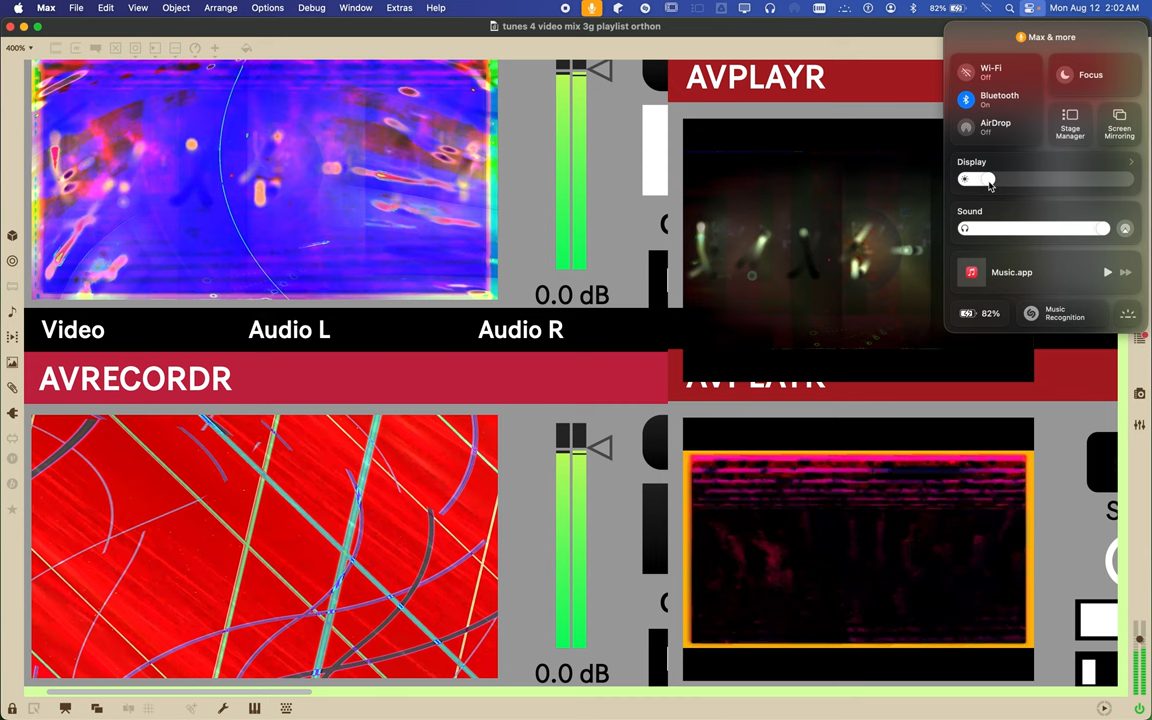 Max File Edit View Object Arrange Options Debug Window Extras Help
82% Mon Aug 12 2:02 AM
tunes 4 video mix 3g playlist orthon
400%
Max & more
Wi-Fi
Off
Bluetooth
On
AirDrop
Off
Focus
Stage
Manager
Screen
Mirroring
Display
Sound
Music.app
82%
Music
Recognition
AVPLAYR
0.0 dB
Video Audio L Audio R
AVRECORDR
AVPLAYR
0.0 dB